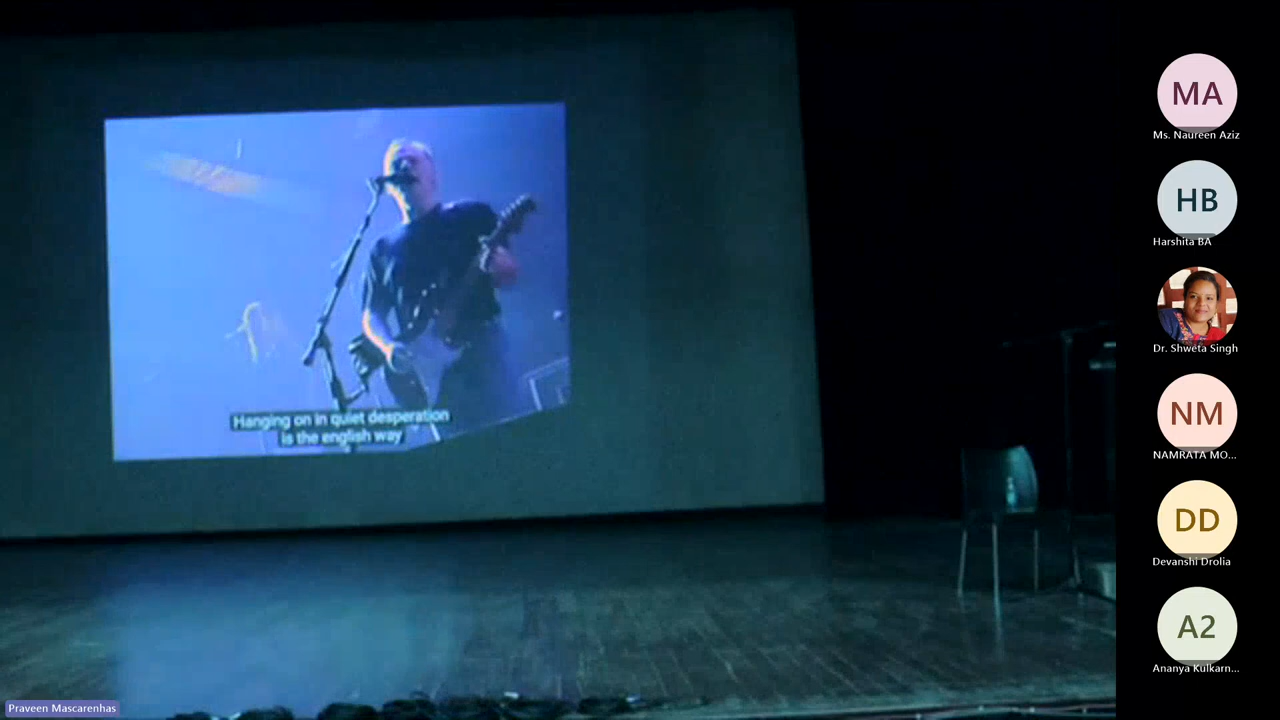 Hanging on in quiet desperation
is the english way
MA
Ms. Naureen Aziz
HB
Harshita BA
Dr. Shweta Singh
NM
NAMRATA MO...
DD
Devanshi Drolia
A2
Ananya Kulkarn...
Praveen Mascarenhas